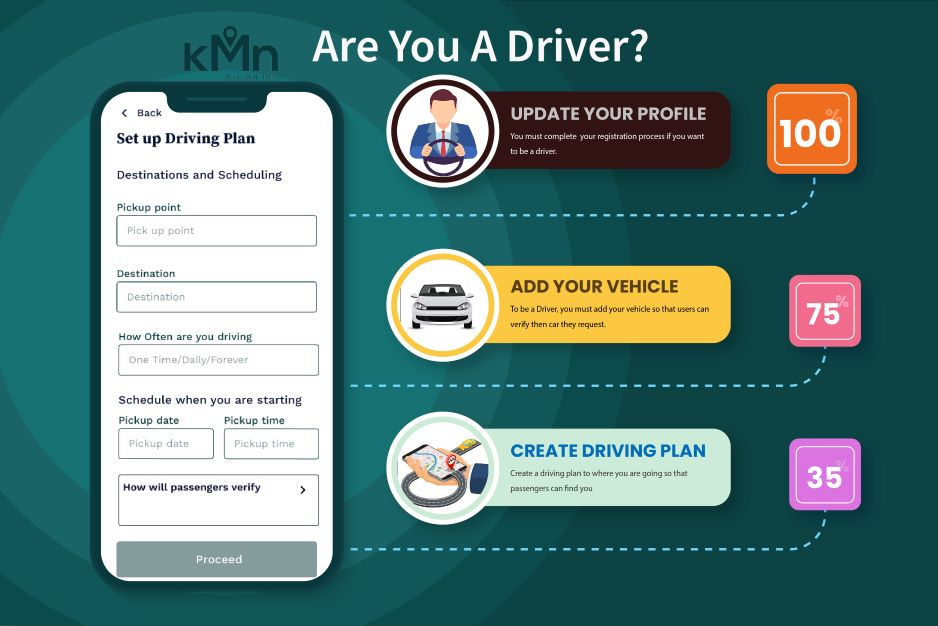 kMn
Are You A Driver?
Back
Set up Driving Plan
Destinations and Scheduling
Pickup point
Pick up point
Destination
Destination
How Often are you driving
One Time/Daily/Forever
Schedule when you are starting
Pickup date Pickup time
Pickup date Pickup time
How will passengers verify
Proceed
UPDATE YOUR PROFILE
You must complete your registration process if you want
to be a driver.
100%
ADD YOUR VEHICLE
To be a Driver, you must add your vehicle so that users can
verify then car they request.
75%
CREATE DRIVING PLAN
Create a driving plan to where you are going so that
passengers can find you
35%